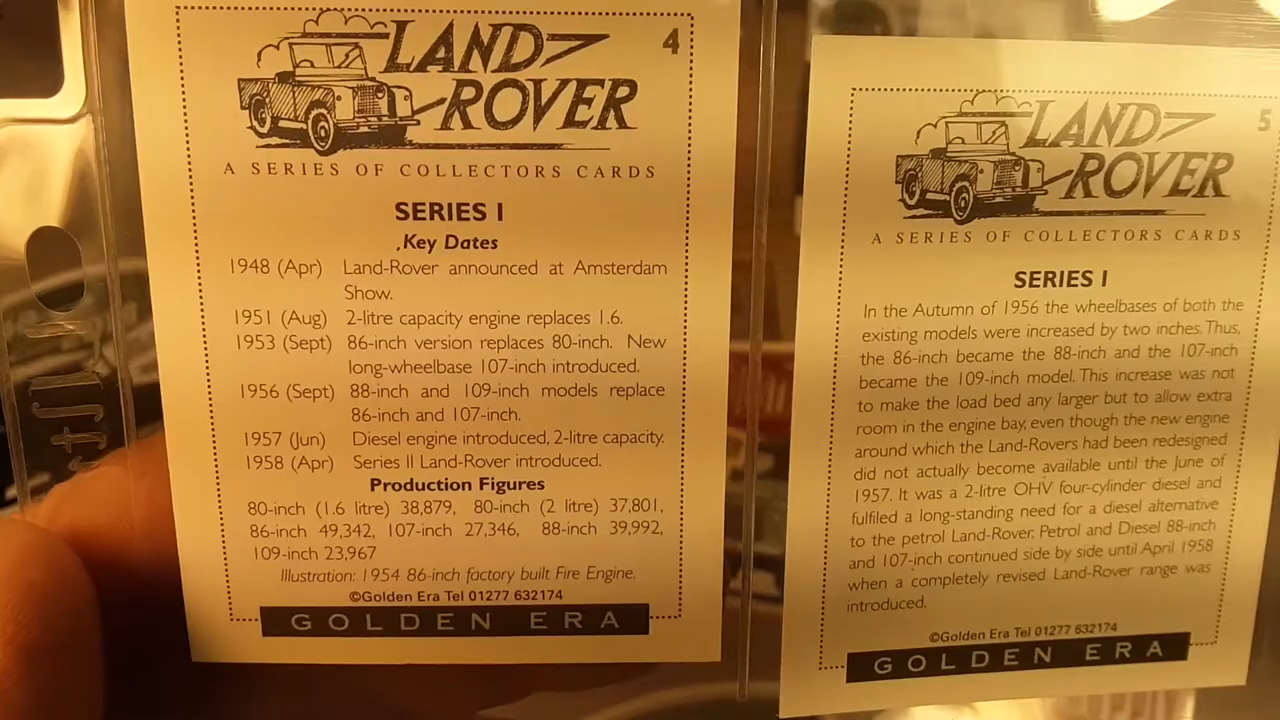 LAND
ROVER
4
A SERIES OF COLLECTORS CARDS
SERIES I
Key Dates
1948 (Apr) Land-Rover announced at Amsterdam
Show.
1951 (Aug) 2-litre capacity engine replaces 1.6.
1953 (Sept) 86-inch version replaces 80-inch. New
long-wheelbase 107-inch introduced.
1956 (Sept) 88-inch and 109-inch models replace
86-inch and 107-inch.
1957 (Jun) Diesel engine introduced, 2-litre capacity.
1958 (Apr) Series II Land-Rover introduced.
Production Figures
80-inch (1.6 litre) 38,879, 80-inch (2 litre) 37,801,
86-inch 49,342, 107-inch 27,346, 88-inch 39,992,
109-inch 23,967
Illustration: 1954 86-inch factory built Fire Engine.
©Golden Era Tel 01277 632174
GOLDEN ERA
LAND
ROVER
5
A SERIES OF COLLECTORS CARDS
SERIES I
In the Autumn of 1956 the wheelbases of both the
existing models were increased by two inches. Thus,
the 86-inch became the 88-inch and the 107-inch
became the 109-inch model. This increase was not
to make the load bed any larger but to allow extra
room in the engine bay, even though the new engine
around which the Land-Rovers had been redesigned
did not actually become available until the June of
1957. It was a 2-litre OHV four-cylinder diesel and
fulfiled a long-standing need for a diesel alternative
to the petrol Land-Rover. Petrol and Diesel 88-inch
and 107-inch continued side by side until April 1958
when a completely revised Land-Rover range was
introduced.
©Golden Era Tel 01277 632174
GOLDEN ERA